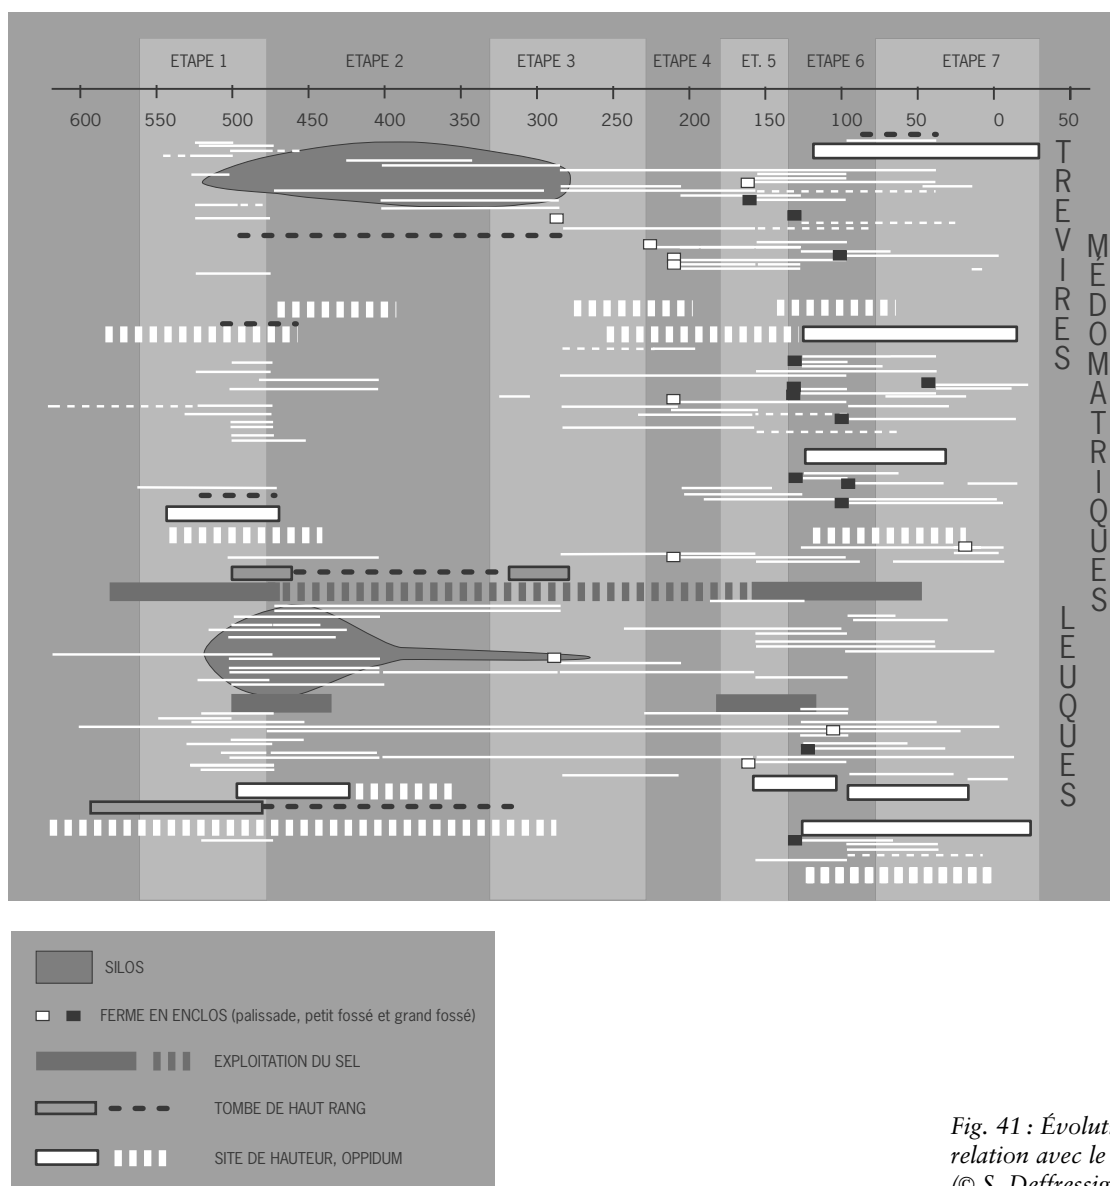 ETAPE 1 ETAPE 2 ETAPE 3 ETAPE 4 ET. 5 ETAPE 6 ETAPE 7
600 550 500 450 400 350 300 250 200 150 100 50 0 50
TREVIRES
MÉDOMATRIQUES
LEUQUES
SILOS
FERME EN ENCLOS (palissade, petit fossé et grand fossé)
EXPLOITATION DU SEL
TOMBE DE HAUT RANG
SITE DE HAUTEUR, OPPIDUM
Fig. 41 : Évolut
relation avec le
(© S. Deffressig